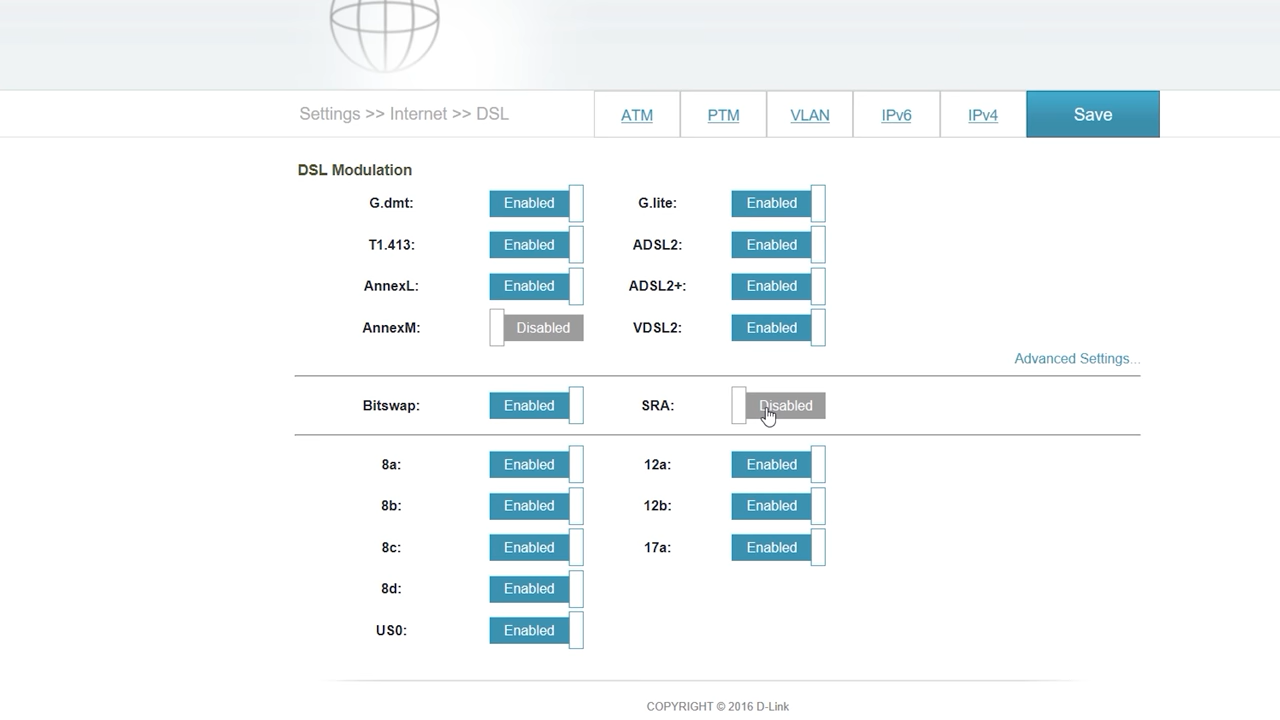 Settings >> Internet >> DSL ATM PTM VLAN IPv6 IPv4 Save
DSL Modulation
G.dmt: Enabled G.lite: Enabled
T1.413: Enabled ADSL2: Enabled
AnnexL: Enabled ADSL2+: Enabled
AnnexM: Disabled VDSL2: Enabled
Advanced Settings...
Bitswap: Enabled SRA: Disabled
8a: Enabled 12a: Enabled
8b: Enabled 12b: Enabled
8c: Enabled 17a: Enabled
8d: Enabled
US0: Enabled
COPYRIGHT © 2016 D-Link